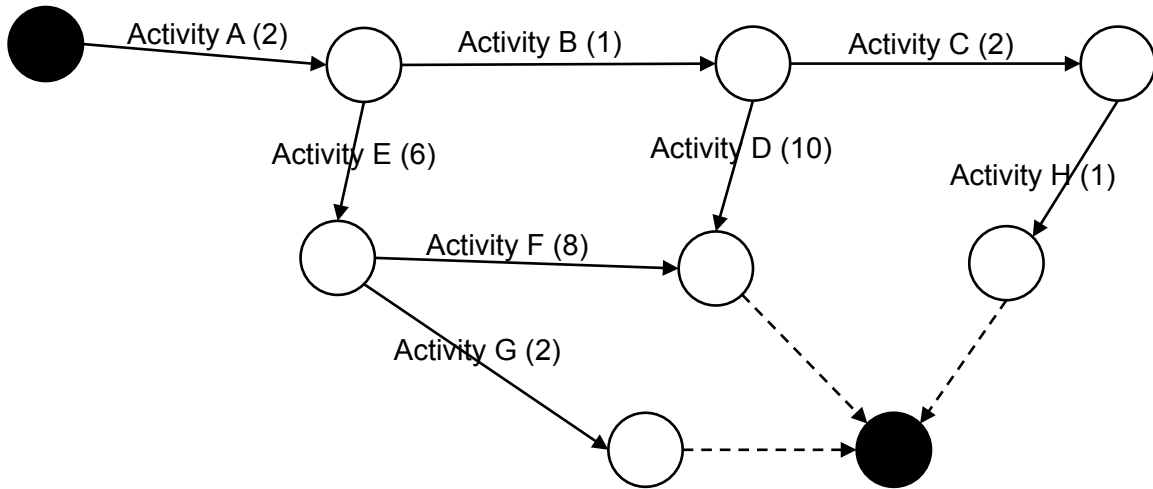 Activity A (2)
Activity B (1)
Activity C (2)
Activity E (6)
Activity D (10)
Activity H (1)
Activity F (8)
Activity G (2)